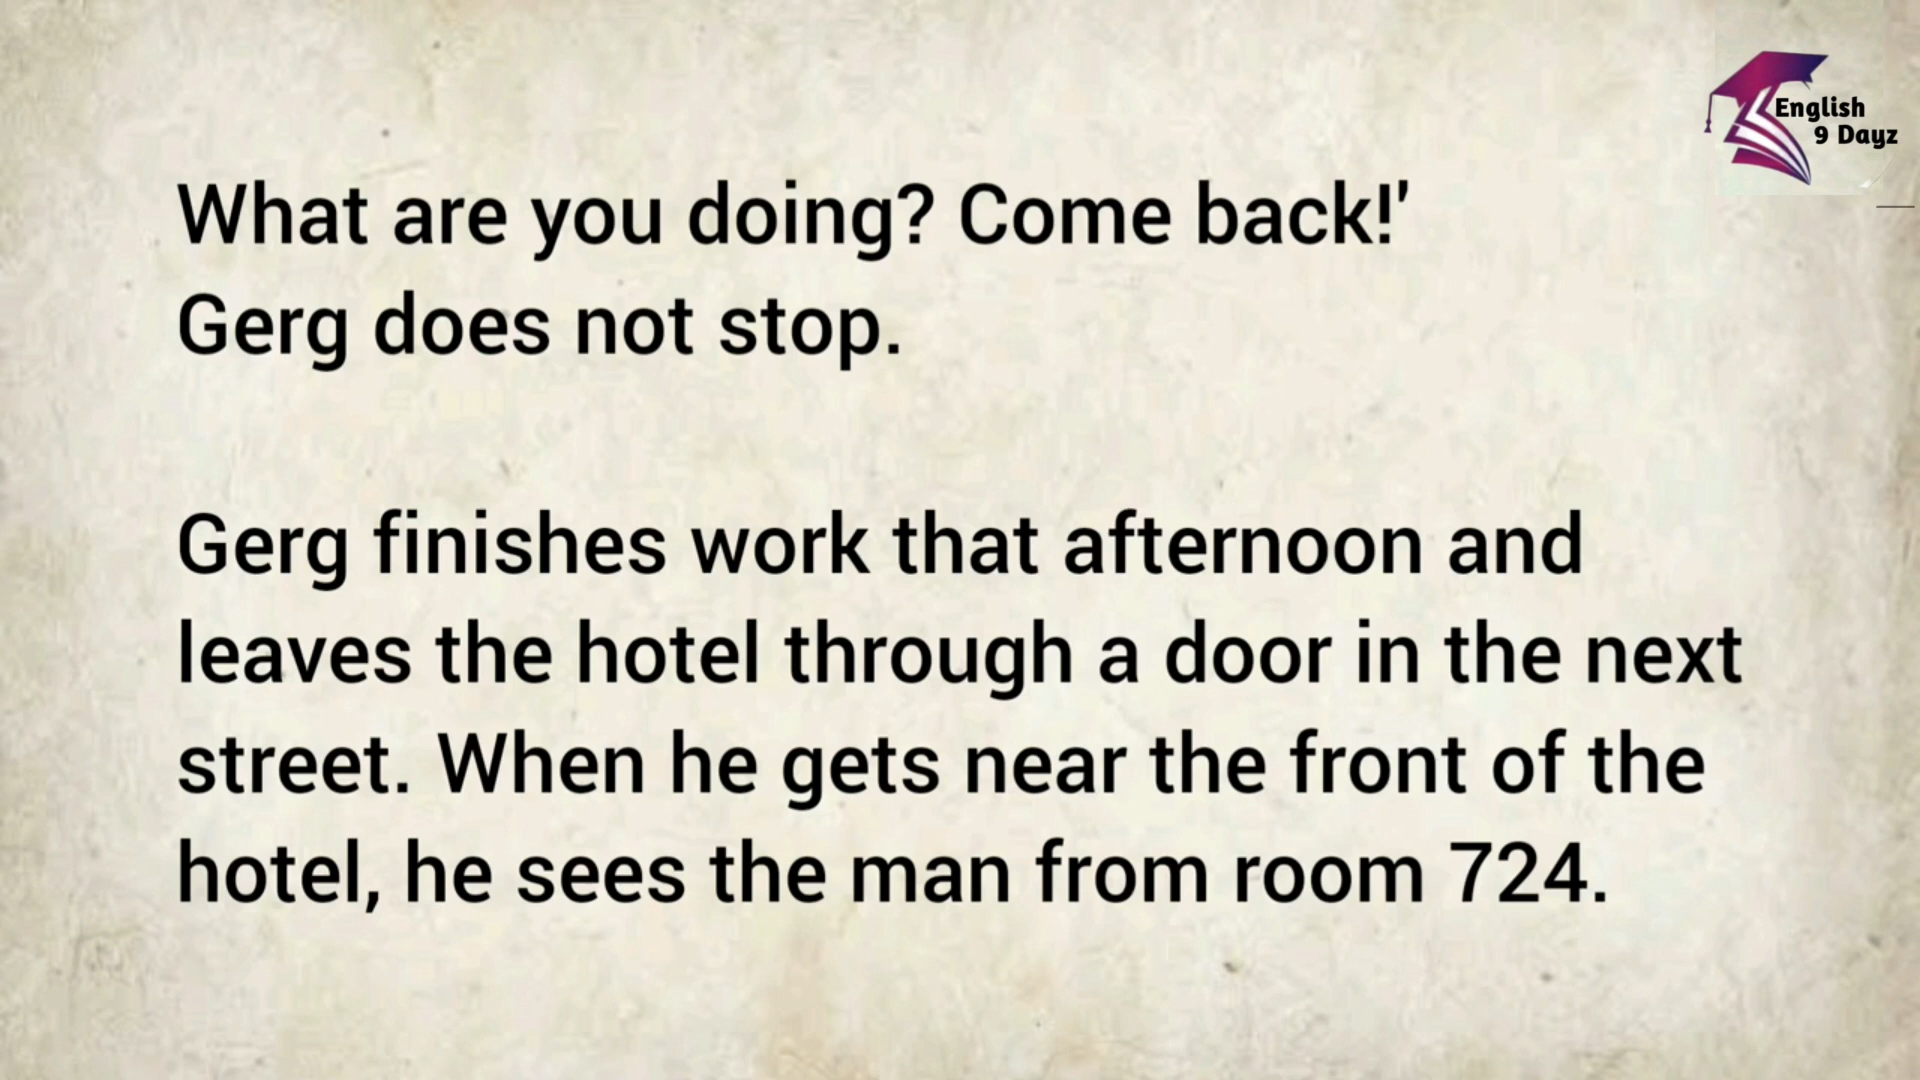 English
9 Dayz
What are you doing? Come back!'
Gerg does not stop.
Gerg finishes work that afternoon and
leaves the hotel through a door in the next
street. When he gets near the front of the
hotel, he sees the man from room 724.